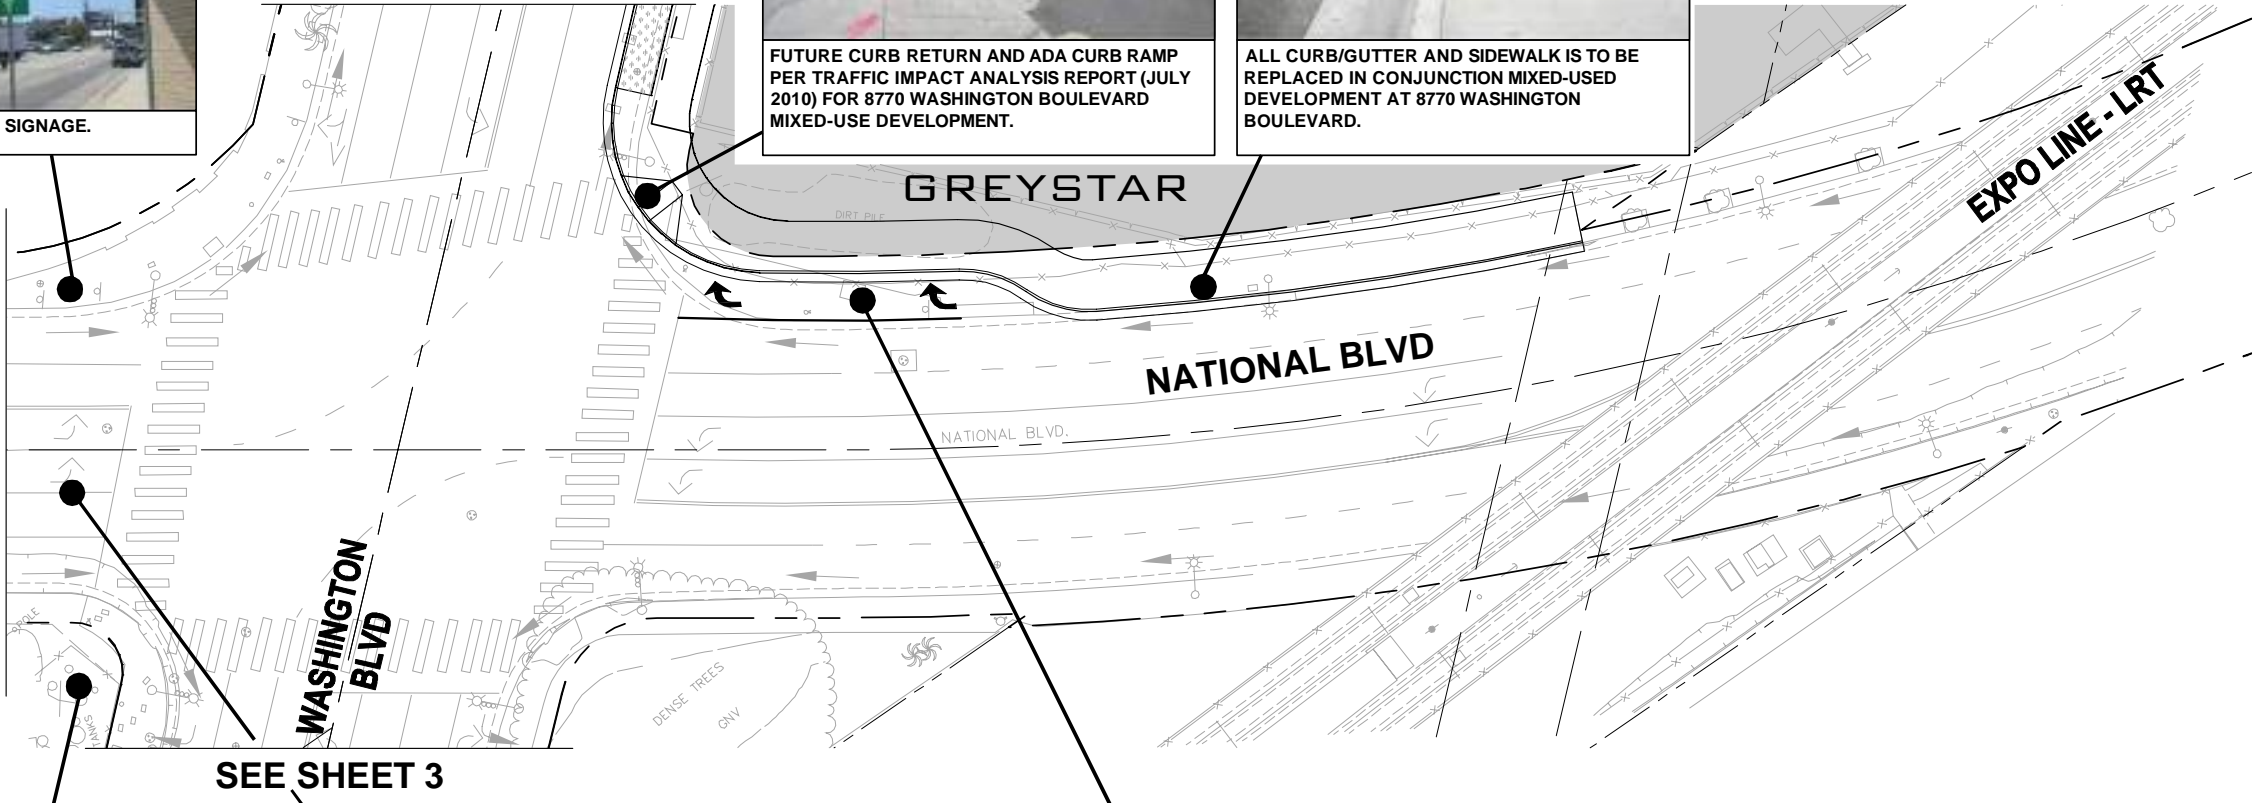 SIGNAGE.
FUTURE CURB RETURN AND ADA CURB RAMP
PER TRAFFIC IMPACT ANALYSIS REPORT (JULY
2010) FOR 8770 WASHINGTON BOULEVARD
MIXED-USE DEVELOPMENT.
ALL CURB/GUTTER AND SIDEWALK IS TO BE
REPLACED IN CONJUNCTION MIXED-USED
DEVELOPMENT AT 8770 WASHINGTON
BOULEVARD.
GREYSTAR
DIRT PILE
EXPO LINE - LRT
NATIONAL BLVD
NATIONAL BLVD.
WASHINGTON
BLVD
DENSE TREES
GNV
TANKS
SEE SHEET 3